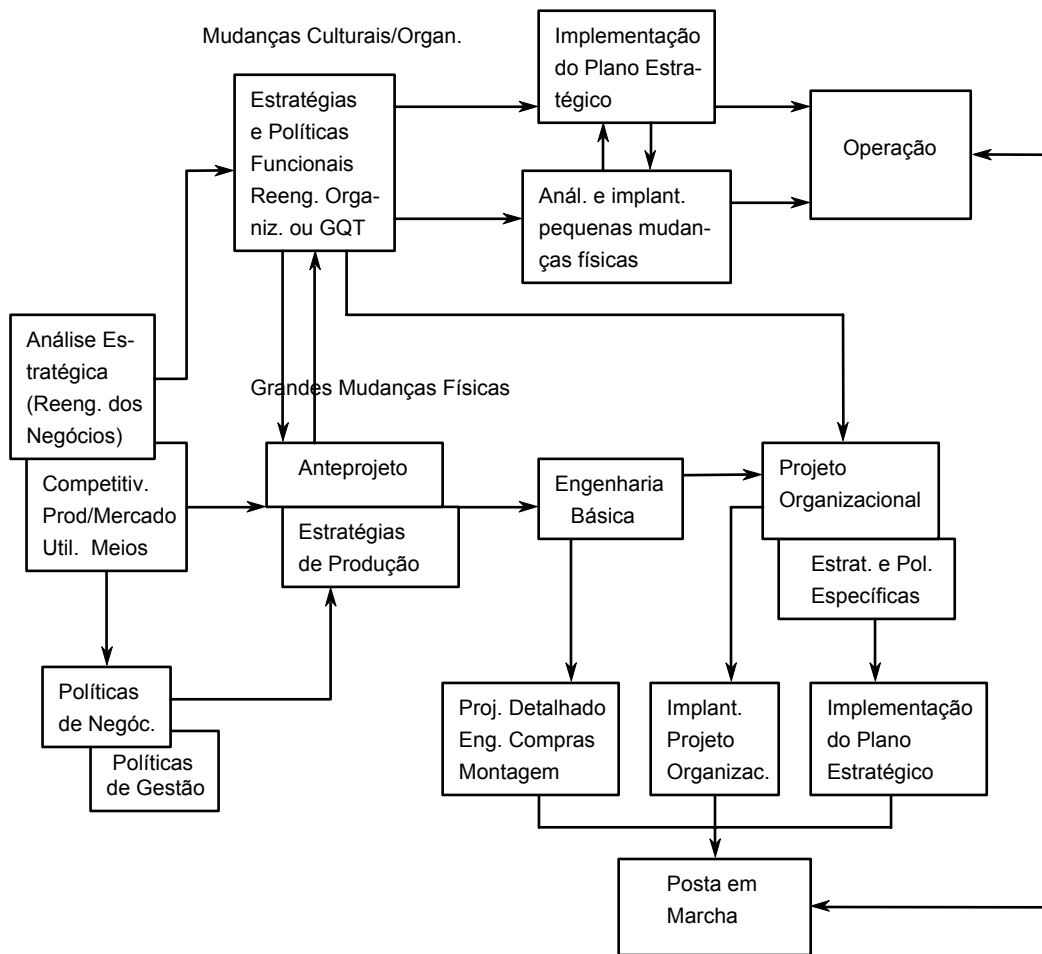 Mudanças Culturais/Organ.
Implementação
do Plano Estra-
tégico
Estratégias
e Políticas
Funcionais
Reeng. Orga-
niz. ou GQT
Operação
Anál. e implant.
pequenas mudan-
ças físicas
Análise Es-
tratégica
(Reeng. dos
Negócios)
Grandes Mudanças Físicas
Competitiv.
Prod/Mercado
Util. Meios
Anteprojeto
Estratégias
de Produção
Engenharia
Básica
Projeto
Organizacional
Estrat. e Pol.
Específicas
Políticas
de Negóc.
Políticas
de Gestão
Proj. Detalhado
Eng. Compras
Montagem
Implant.
Projeto
Organizac.
Implementação
do Plano
Estratégico
Posta em
Marcha